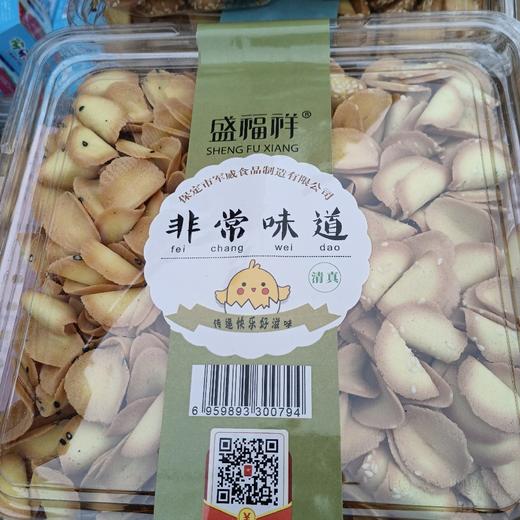 盛福祥®
SHENG FU XIANG
保定市军威食品制造有限公司
非常味道
fei chang wei dao
清真
传递快乐好滋味
6 959893 300794
¥